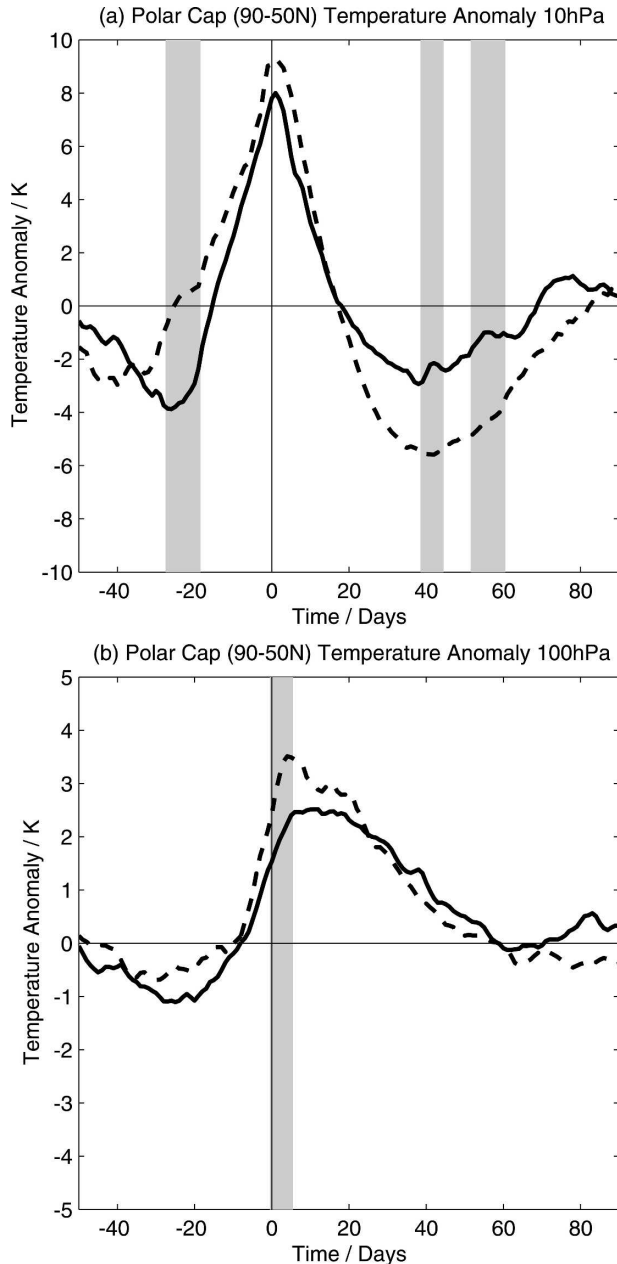 (a) Polar Cap (90-50N) Temperature Anomaly 10hPa
10
8
6
4
2
0
-2
-4
-6
-8
-10
Temperature Anomaly / K
-40 -20 0 20 40 60 80
Time / Days
(b) Polar Cap (90-50N) Temperature Anomaly 100hPa
5
4
3
2
1
0
-1
-2
-3
-4
-5
Temperature Anomaly / K
-40 -20 0 20 40 60 80
Time / Days